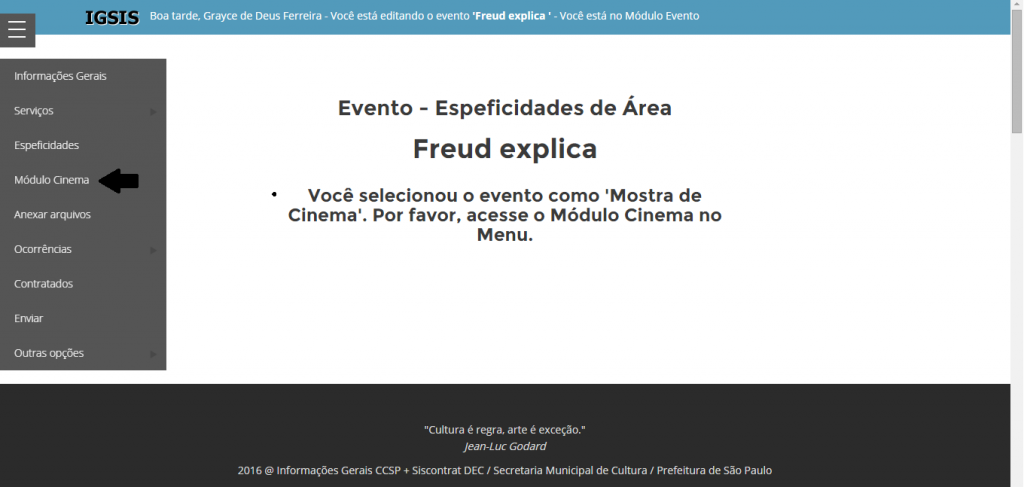 IGSIS
Boa tarde, Grayce de Deus Ferreira - Você está editando o evento 'Freud explica ' - Você está no Módulo Evento
Informações Gerais
Serviços
Espeficidades
Módulo Cinema
Anexar arquivos
Ocorrências
Contratados
Enviar
Outras opções
Evento - Espeficidades de Área
Freud explica
• Você selecionou o evento como 'Mostra de
Cinema'. Por favor, acesse o Módulo Cinema no
Menu.
"Cultura é regra, arte é exceção."
Jean-Luc Godard
2016 @ Informações Gerais CCSP + Siscontrat DEC / Secretaria Municipal de Cultura / Prefeitura de São Paulo